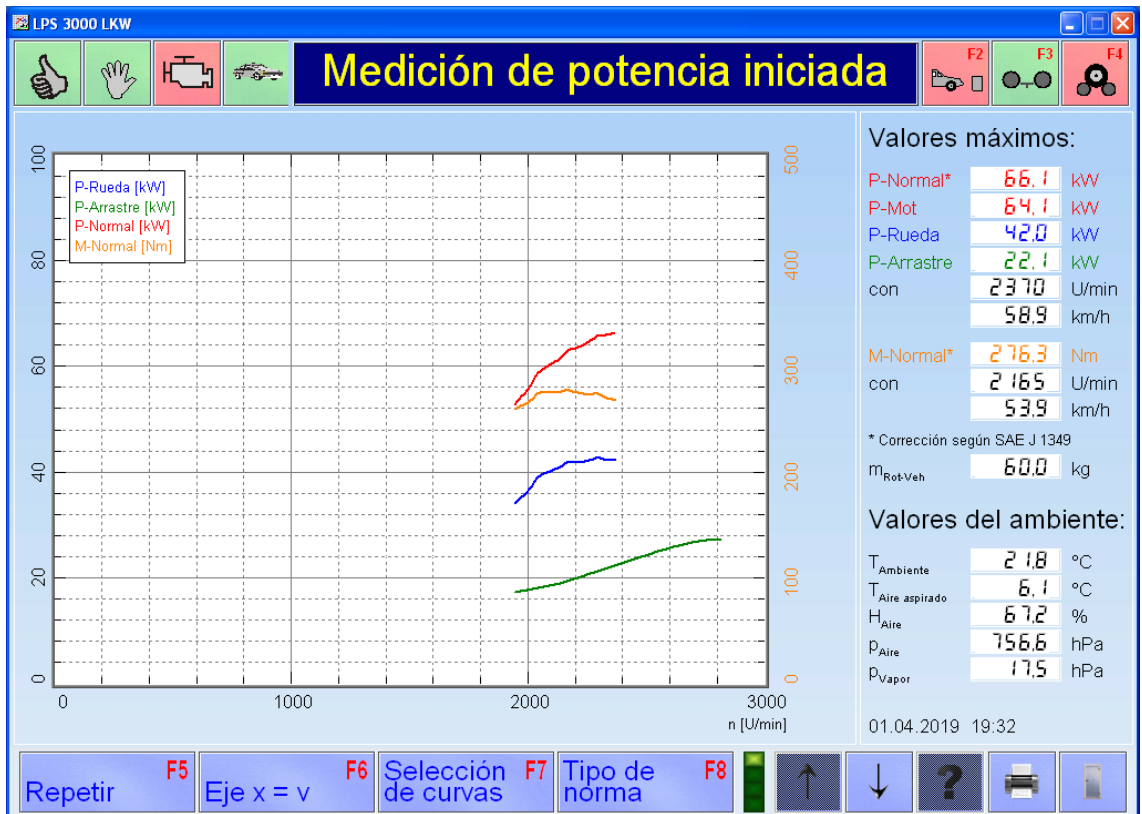 LPS 3000 LKW
Medición de potencia iniciada
F2
F3
F4
100
80
60
40
20
0
P-Rueda [kW]
P-Arrastre [kW]
P-Normal [kW]
M-Normal [Nm]
500
400
300
200
100
0
0 1000 2000 3000
n [U/min]
Valores máximos:
P-Normal* 66,1 kW
P-Mot 64,1 kW
P-Rueda 42,0 kW
P-Arrastre 22,1 kW
con 2370 U/min
58,9 km/h
M-Normal* 276,3 Nm
con 2165 U/min
53,9 km/h
* Corrección según SAE J 1349
mRot-Veh 60,0 kg
Valores del ambiente:
TAmbiente 21,8 °C
TAire aspirado 6,1 °C
HAire 67,2 %
pAire 756,6 hPa
pVapor 17,5 hPa
01.04.2019 19:32
Repetir F5
Eje x = v F6
Selección F7
de curvas
Tipo de F8
norma
?